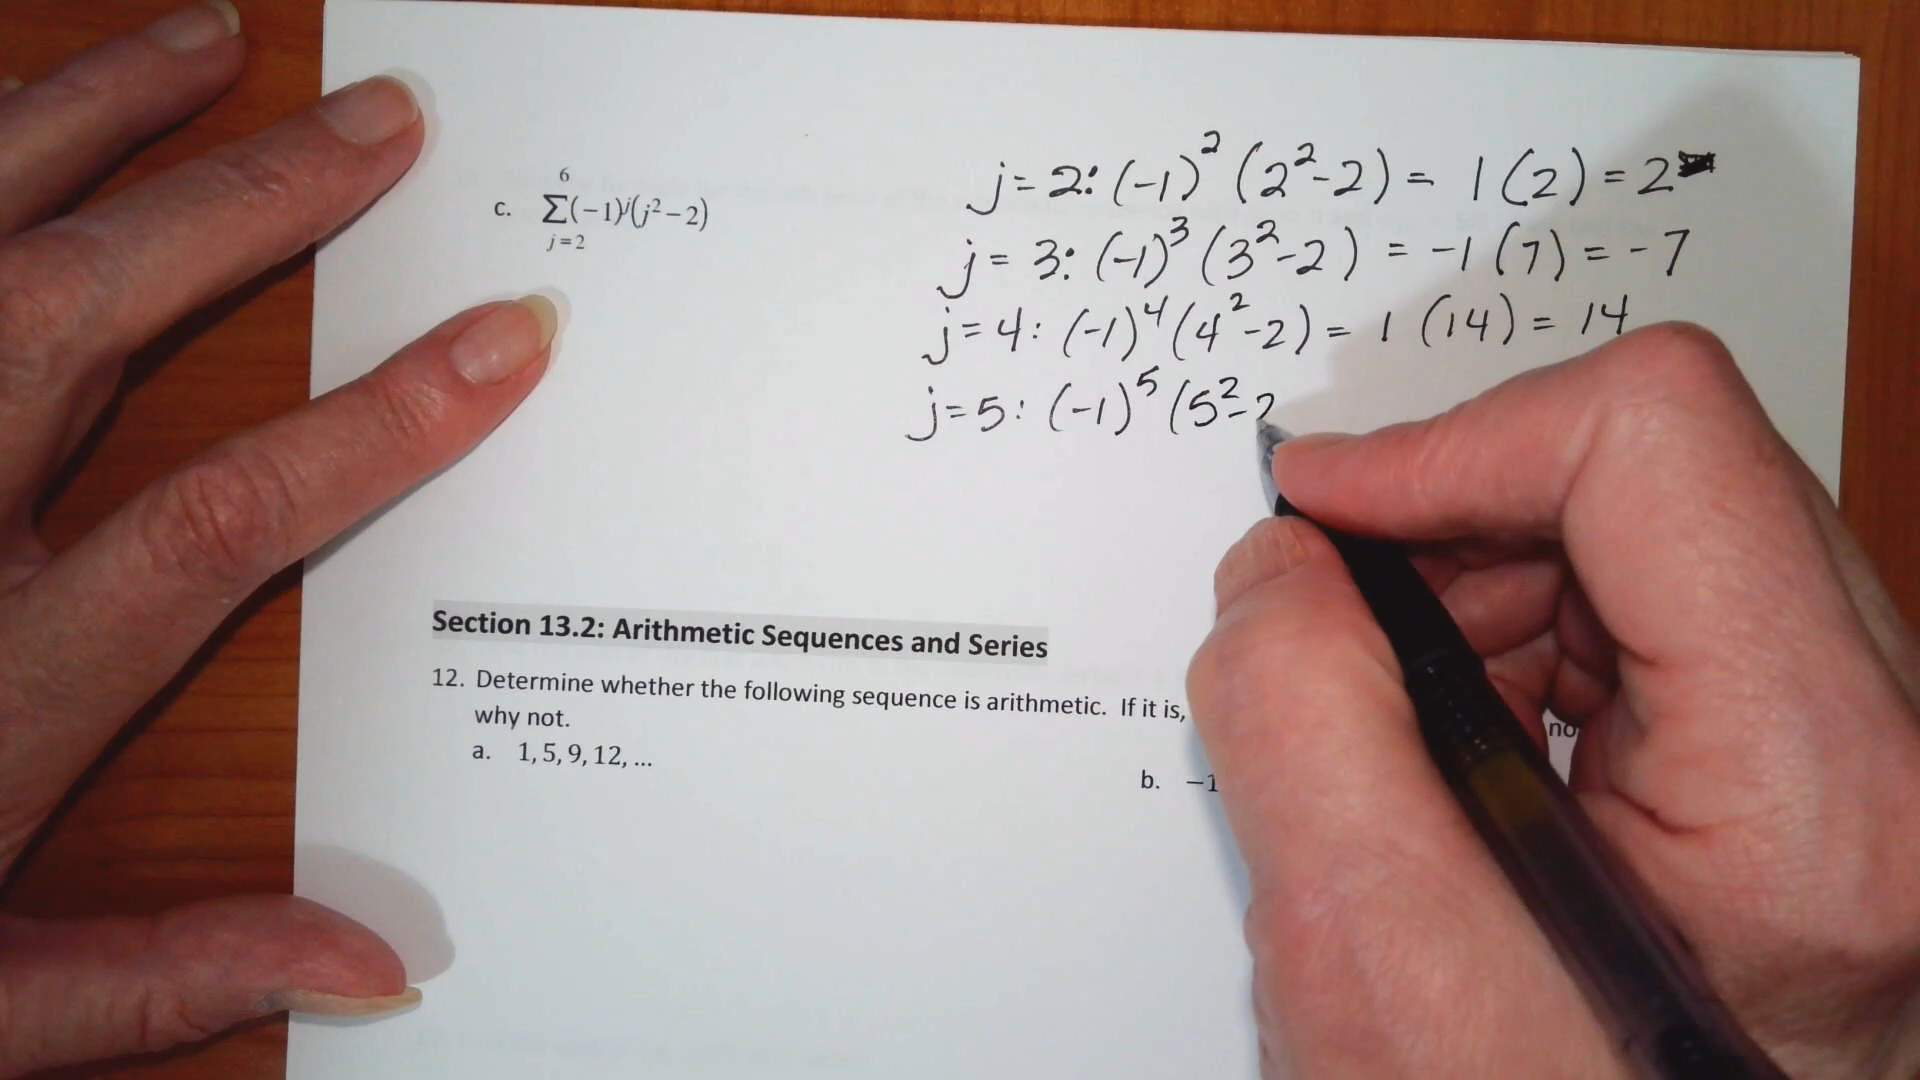 j = 2: (-1)² (2²-2) = 1 (2) = 2
6
c. Σ(−1)ʲ(j² − 2)
j = 2
j = 3: (-1)³ (3²-2) = -1 (7) = -7
j = 4: (-1)⁴ (4²-2) = 1 (14) = 14
j = 5: (-1)⁵ (5²-2
Section 13.2: Arithmetic Sequences and Series
12. Determine whether the following sequence is arithmetic. If it is,
why not.
a. 1, 5, 9, 12, ...
b. −1